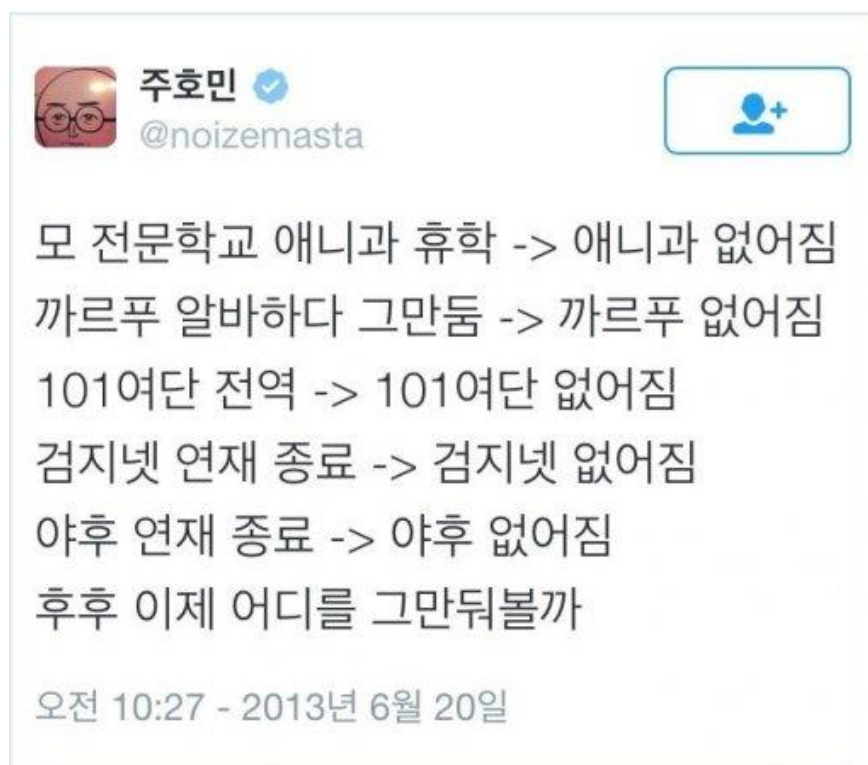 주호민
@noizemasta
모 전문학교 애니과 휴학 -> 애니과 없어짐
까르푸 알바하다 그만둠 -> 까르푸 없어짐
101여단 전역 -> 101여단 없어짐
검지넷 연재 종료 -> 검지넷 없어짐
야후 연재 종료 -> 야후 없어짐
후후 이제 어디를 그만둬볼까
오전 10:27 - 2013년 6월 20일